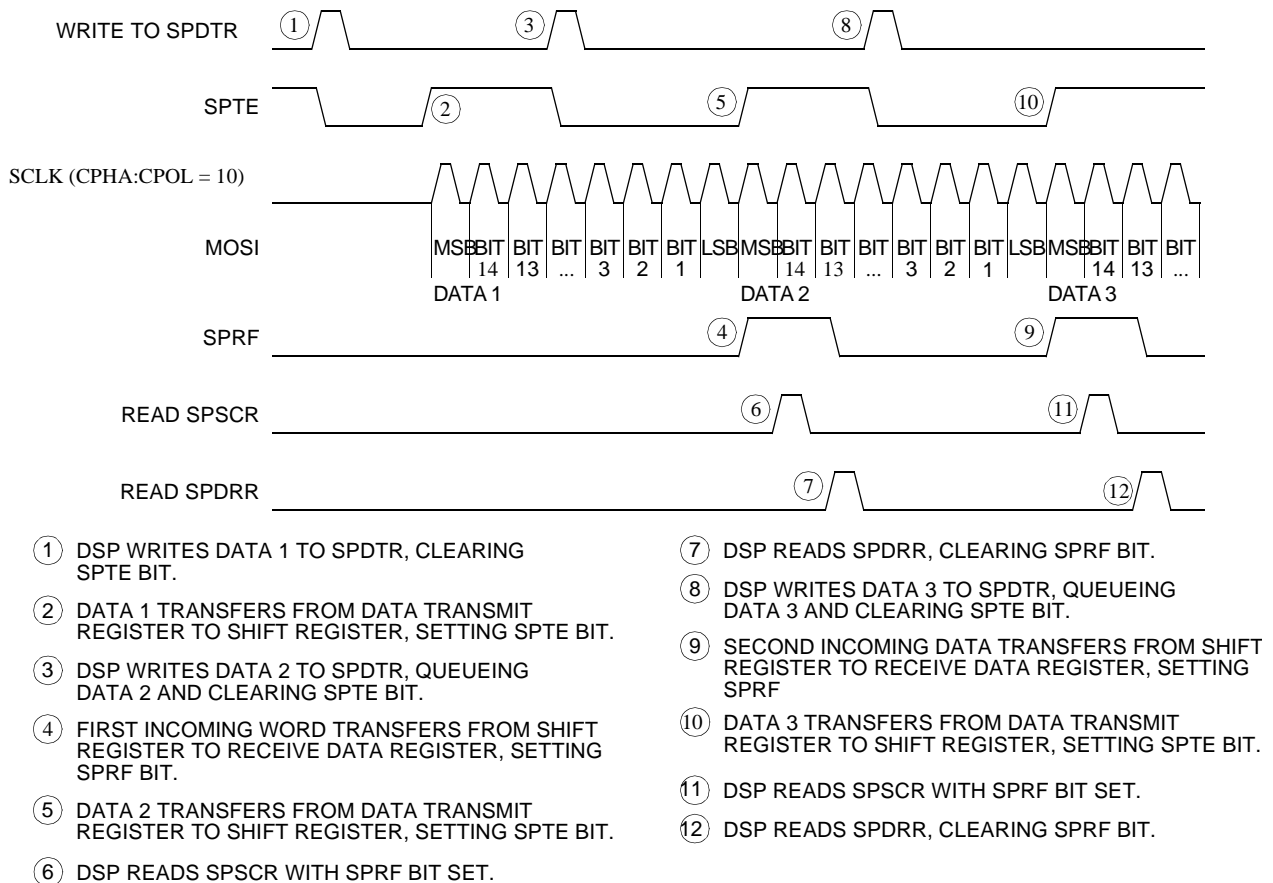 WRITE TO SPDTR 1 3 8
SPTE 2 5 10
SCLK (CPHA:CPOL = 10)
MOSI MSB BIT BIT BIT BIT BIT BIT LSB MSB BIT BIT BIT BIT BIT BIT LSB MSB BIT BIT BIT
14 13 ... 3 2 1 14 13 ... 3 2 1 14 13 ...
DATA 1 DATA 2 DATA 3
SPRF 4 9
READ SPSCR 6 11
READ SPDRR 7 12
1 DSP WRITES DATA 1 TO SPDTR, CLEARING
SPTE BIT.
2 DATA 1 TRANSFERS FROM DATA TRANSMIT
REGISTER TO SHIFT REGISTER, SETTING SPTE BIT.
3 DSP WRITES DATA 2 TO SPDTR, QUEUEING
DATA 2 AND CLEARING SPTE BIT.
4 FIRST INCOMING WORD TRANSFERS FROM SHIFT
REGISTER TO RECEIVE DATA REGISTER, SETTING
SPRF BIT.
5 DATA 2 TRANSFERS FROM DATA TRANSMIT
REGISTER TO SHIFT REGISTER, SETTING SPTE BIT.
6 DSP READS SPSCR WITH SPRF BIT SET.
7 DSP READS SPDRR, CLEARING SPRF BIT.
8 DSP WRITES DATA 3 TO SPDTR, QUEUEING
DATA 3 AND CLEARING SPTE BIT.
9 SECOND INCOMING DATA TRANSFERS FROM SHIFT
REGISTER TO RECEIVE DATA REGISTER, SETTING
SPRF
10 DATA 3 TRANSFERS FROM DATA TRANSMIT
REGISTER TO SHIFT REGISTER, SETTING SPTE BIT.
11 DSP READS SPSCR WITH SPRF BIT SET.
12 DSP READS SPDRR, CLEARING SPRF BIT.